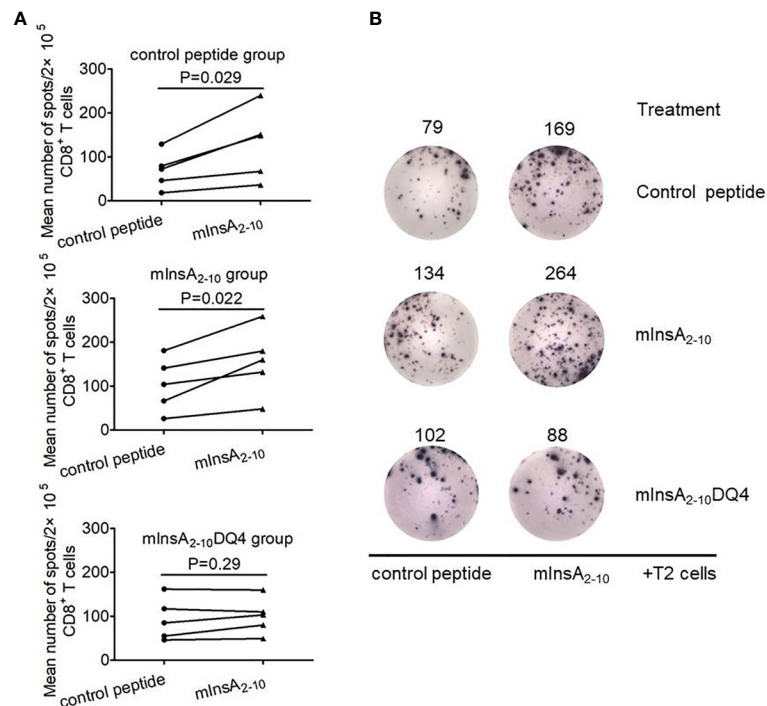 A
control peptide group
P=0.029
300
200
100
0
Mean number of spots/2× 10⁵
CD8⁺ T cells
control peptide
mInsA₂₋₁₀
mInsA₂₋₁₀ group
P=0.022
300
200
100
0
Mean number of spots/2× 10⁵
CD8⁺ T cells
control peptide
mInsA₂₋₁₀
mInsA₂₋₁₀DQ4 group
P=0.29
300
200
100
0
Mean number of spots/2× 10⁵
CD8⁺ T cells
control peptide
mInsA₂₋₁₀
B
Treatment
79 169
Control peptide
134 264
mInsA₂₋₁₀
102 88
mInsA₂₋₁₀DQ4
control peptide mInsA₂₋₁₀ +T2 cells